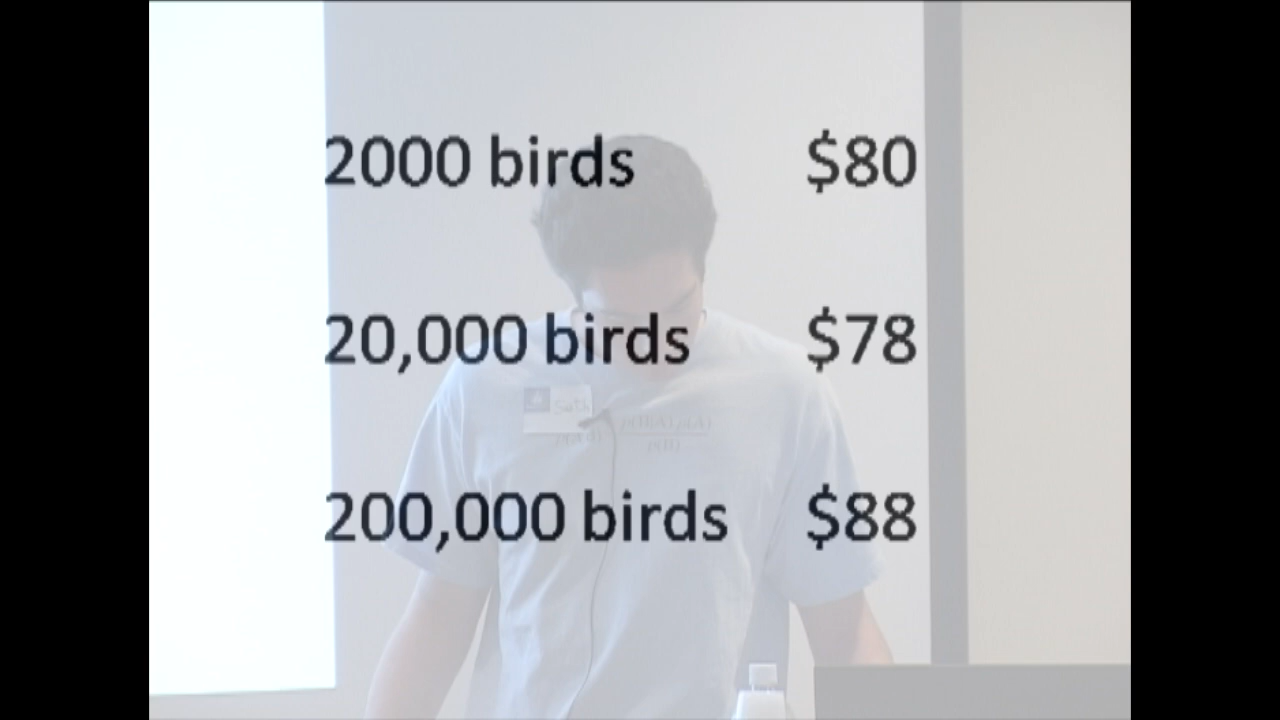 2000 birds $80
20,000 birds $78
200,000 birds $88